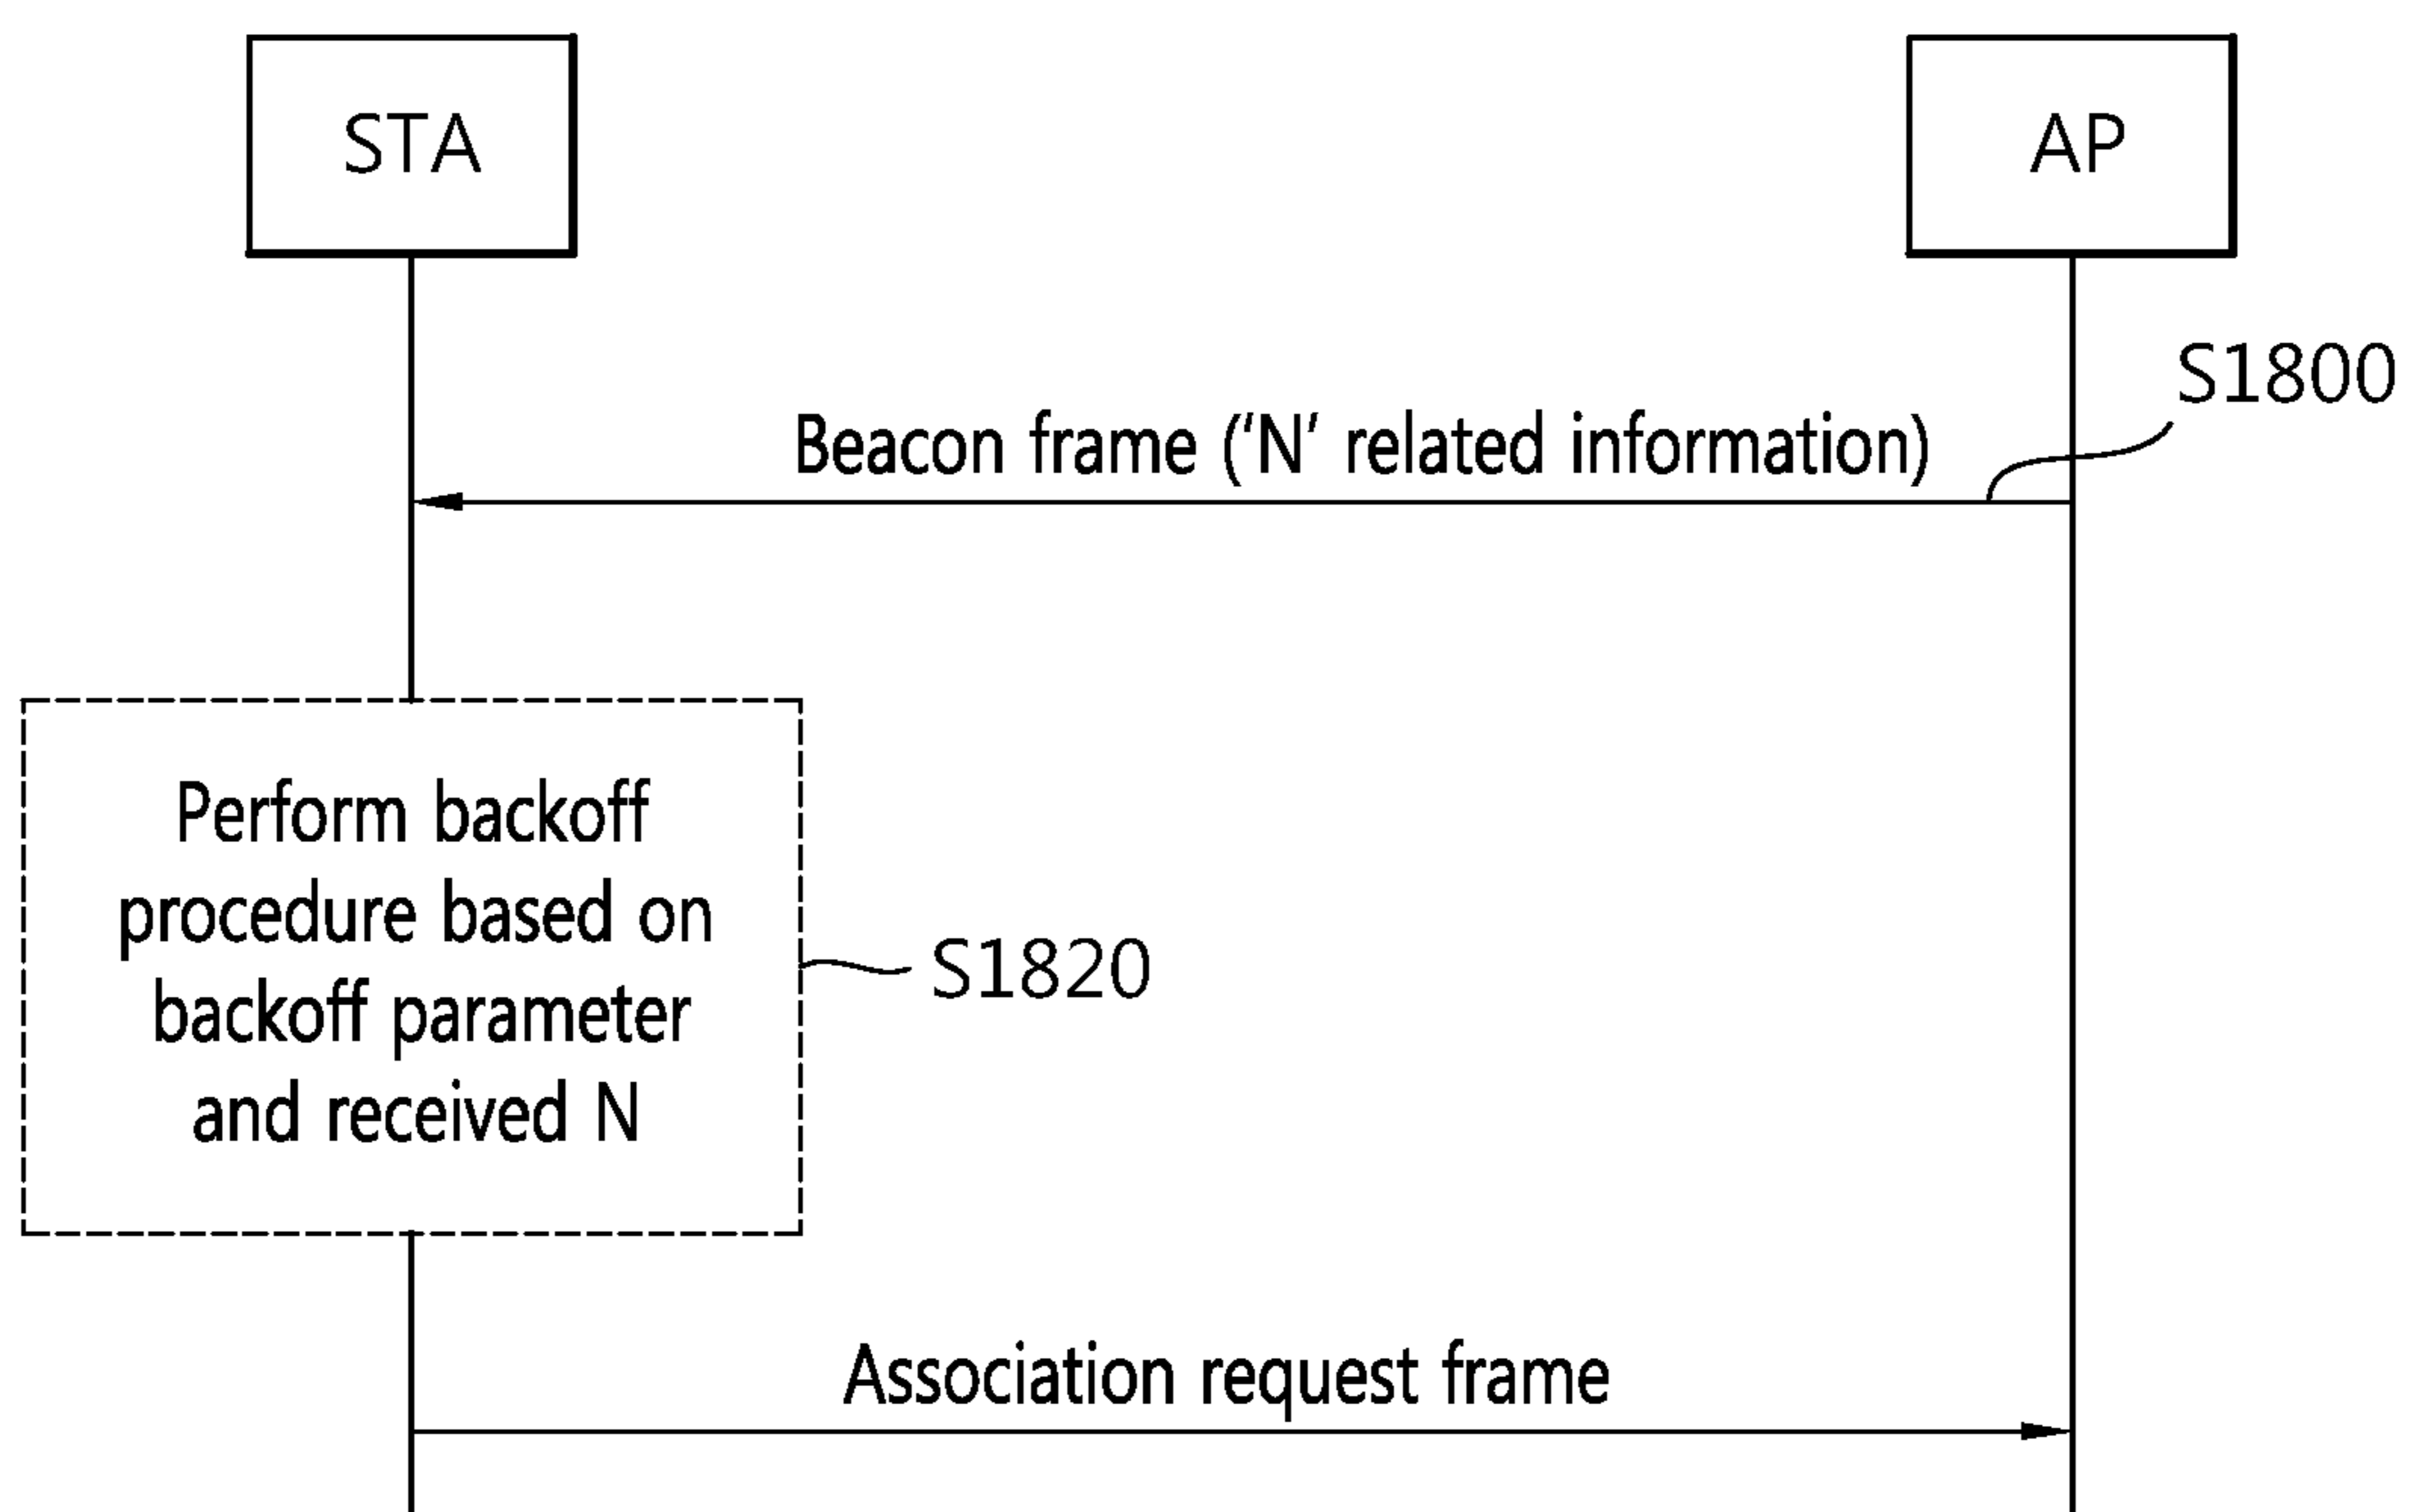 STA
AP
S1800
Beacon frame ('N' related information)
Perform backoff
procedure based on
backoff parameter
and received N
S1820
Association request frame